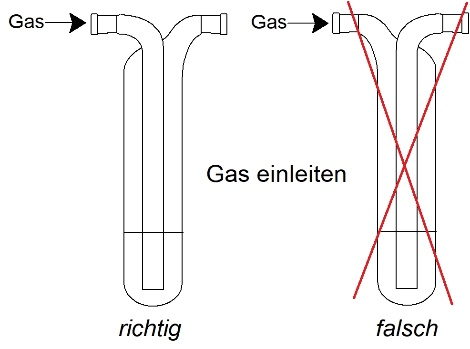 Gas
Gas
Gas einleiten
richtig
falsch